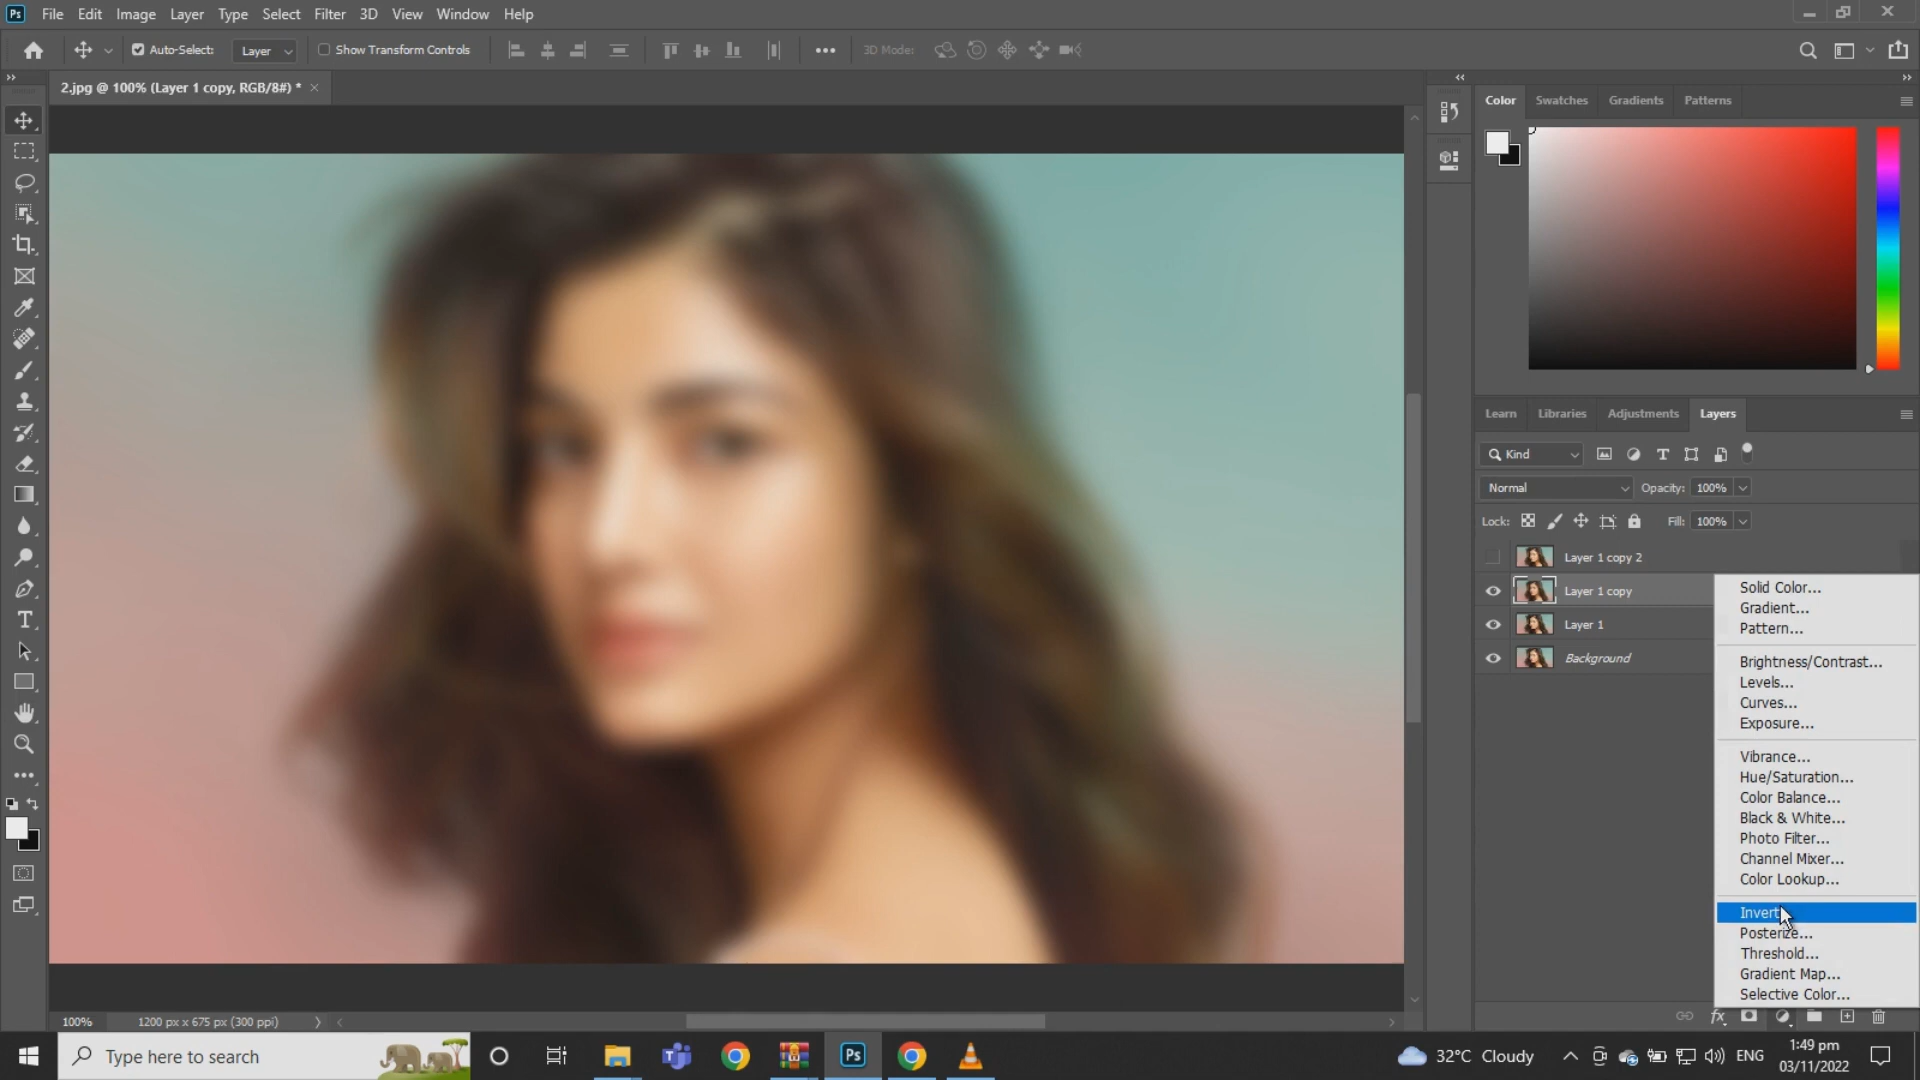 Ps File Edit Image Layer Type Select Filter 3D View Window Help
Auto-Select: Layer Show Transform Controls 3D Mode:
2.jpg @ 100% (Layer 1 copy, RGB/8#) *
Color Swatches Gradients Patterns
Learn Libraries Adjustments Layers
Kind
Normal Opacity: 100%
Lock: Fill: 100%
Layer 1 copy 2
Layer 1 copy
Layer 1
Background
Solid Color...
Gradient...
Pattern...
Brightness/Contrast...
Levels...
Curves...
Exposure...
Vibrance...
Hue/Saturation...
Color Balance...
Black & White...
Photo Filter...
Channel Mixer...
Color Lookup...
Invert
Posterize...
Threshold...
Gradient Map...
Selective Color...
100% 1200 px x 675 px (300 ppi)
fx
Type here to search
Ps
32°C Cloudy
ENG
1:49 pm
03/11/2022